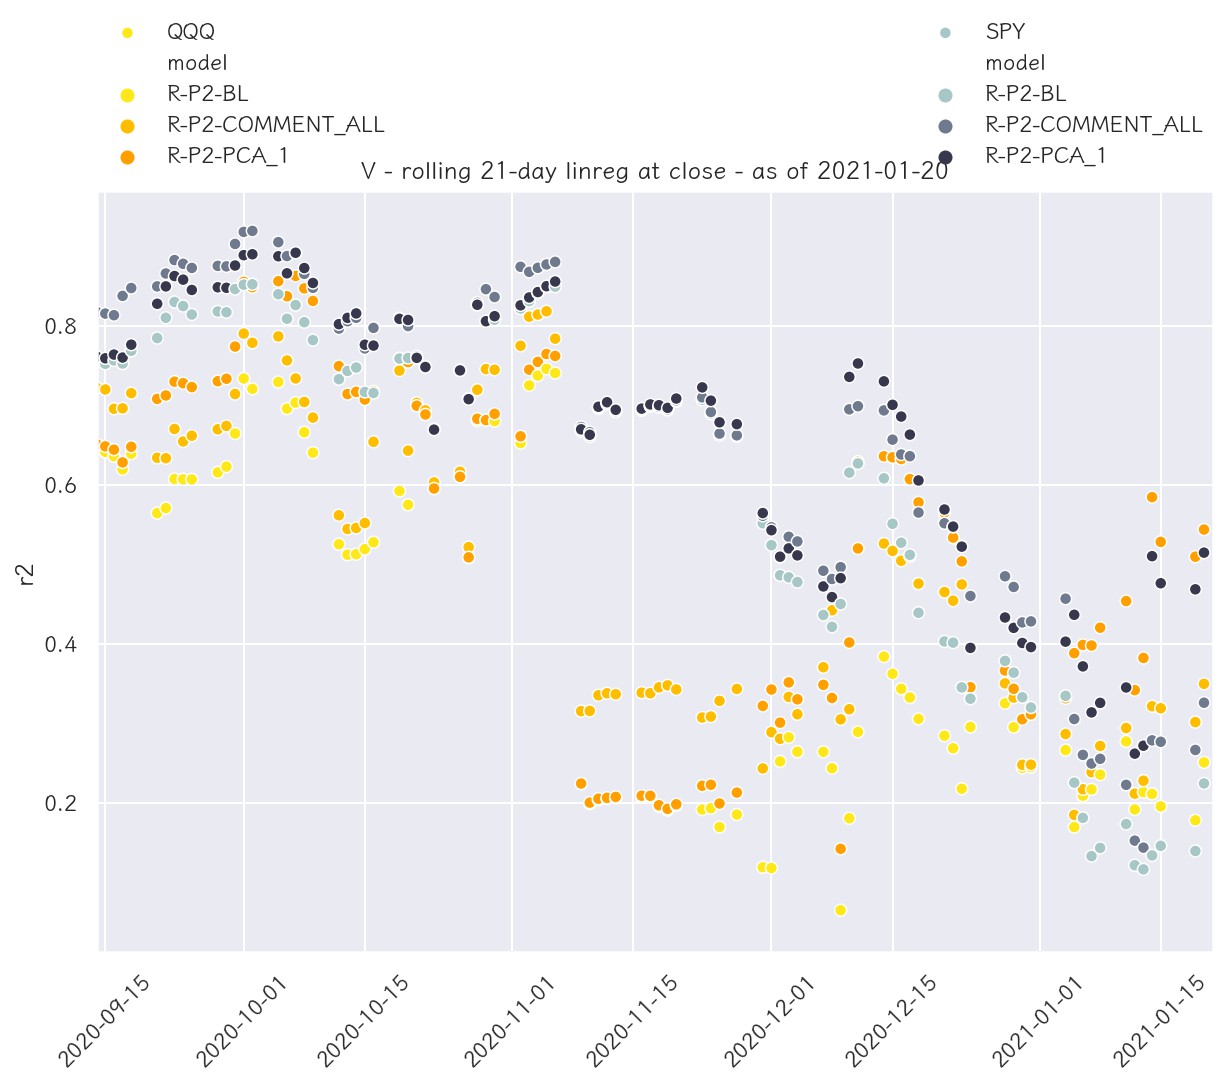 QQQ
model
R-P2-BL
R-P2-COMMENT_ALL
R-P2-PCA_1
SPY
model
R-P2-BL
R-P2-COMMENT_ALL
R-P2-PCA_1
V - rolling 21-day linreg at close - as of 2021-01-20
0.8
0.6
0.4
0.2
r2
2020-09-15
2020-10-01
2020-10-15
2020-11-01
2020-11-15
2020-12-01
2020-12-15
2021-01-01
2021-01-15